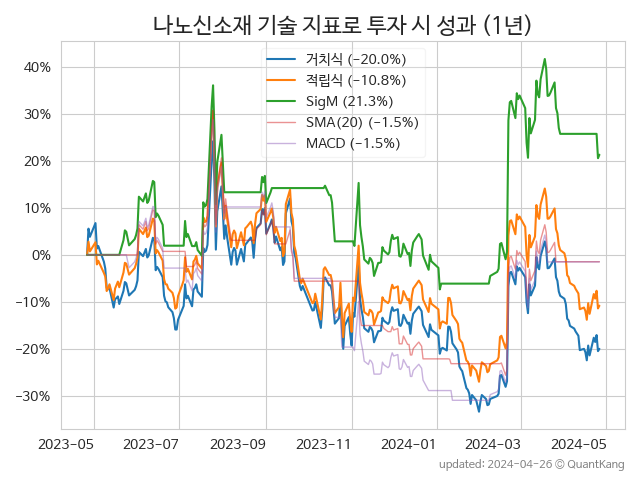 나노신소재 기술 지표로 투자 시 성과 (1년)
거치식 (−20.0%)
적립식 (−10.8%)
SigM (21.3%)
SMA(20) (−1.5%)
MACD (−1.5%)
40%
30%
20%
10%
0%
−10%
−20%
−30%
2023-05 2023-07 2023-09 2023-11 2024-01 2024-03 2024-05
updated: 2024-04-26 © QuantKang